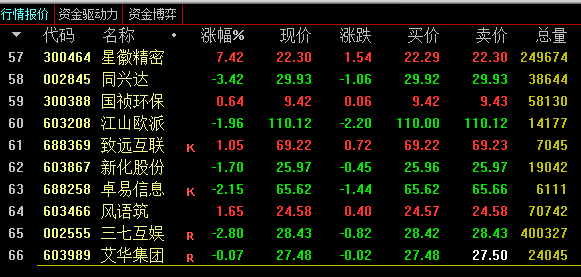 行情报价 资金驱动力 资金博弈
代码 名称 涨幅% 现价 涨跌 买价 卖价 总量
57 300464 星徽精密 7.42 22.30 1.54 22.29 22.30 249674
58 002845 同兴达 -3.42 29.93 -1.06 29.92 29.93 38644
59 300388 国祯环保 0.64 9.42 0.06 9.42 9.43 58130
60 603208 江山欧派 -1.96 110.12 -2.20 110.00 110.12 14177
61 688369 致远互联 K 1.05 69.22 0.72 69.22 69.23 7045
62 603867 新化股份 -1.70 25.97 -0.45 25.96 25.97 19042
63 688258 卓易信息 K -2.15 65.62 -1.44 65.62 65.66 6111
64 603466 风语筑 1.65 24.58 0.40 24.57 24.58 70742
65 002555 三七互娱 R -2.80 28.43 -0.82 28.42 28.43 400327
66 603989 艾华集团 R -0.07 27.48 -0.02 27.48 27.50 24045